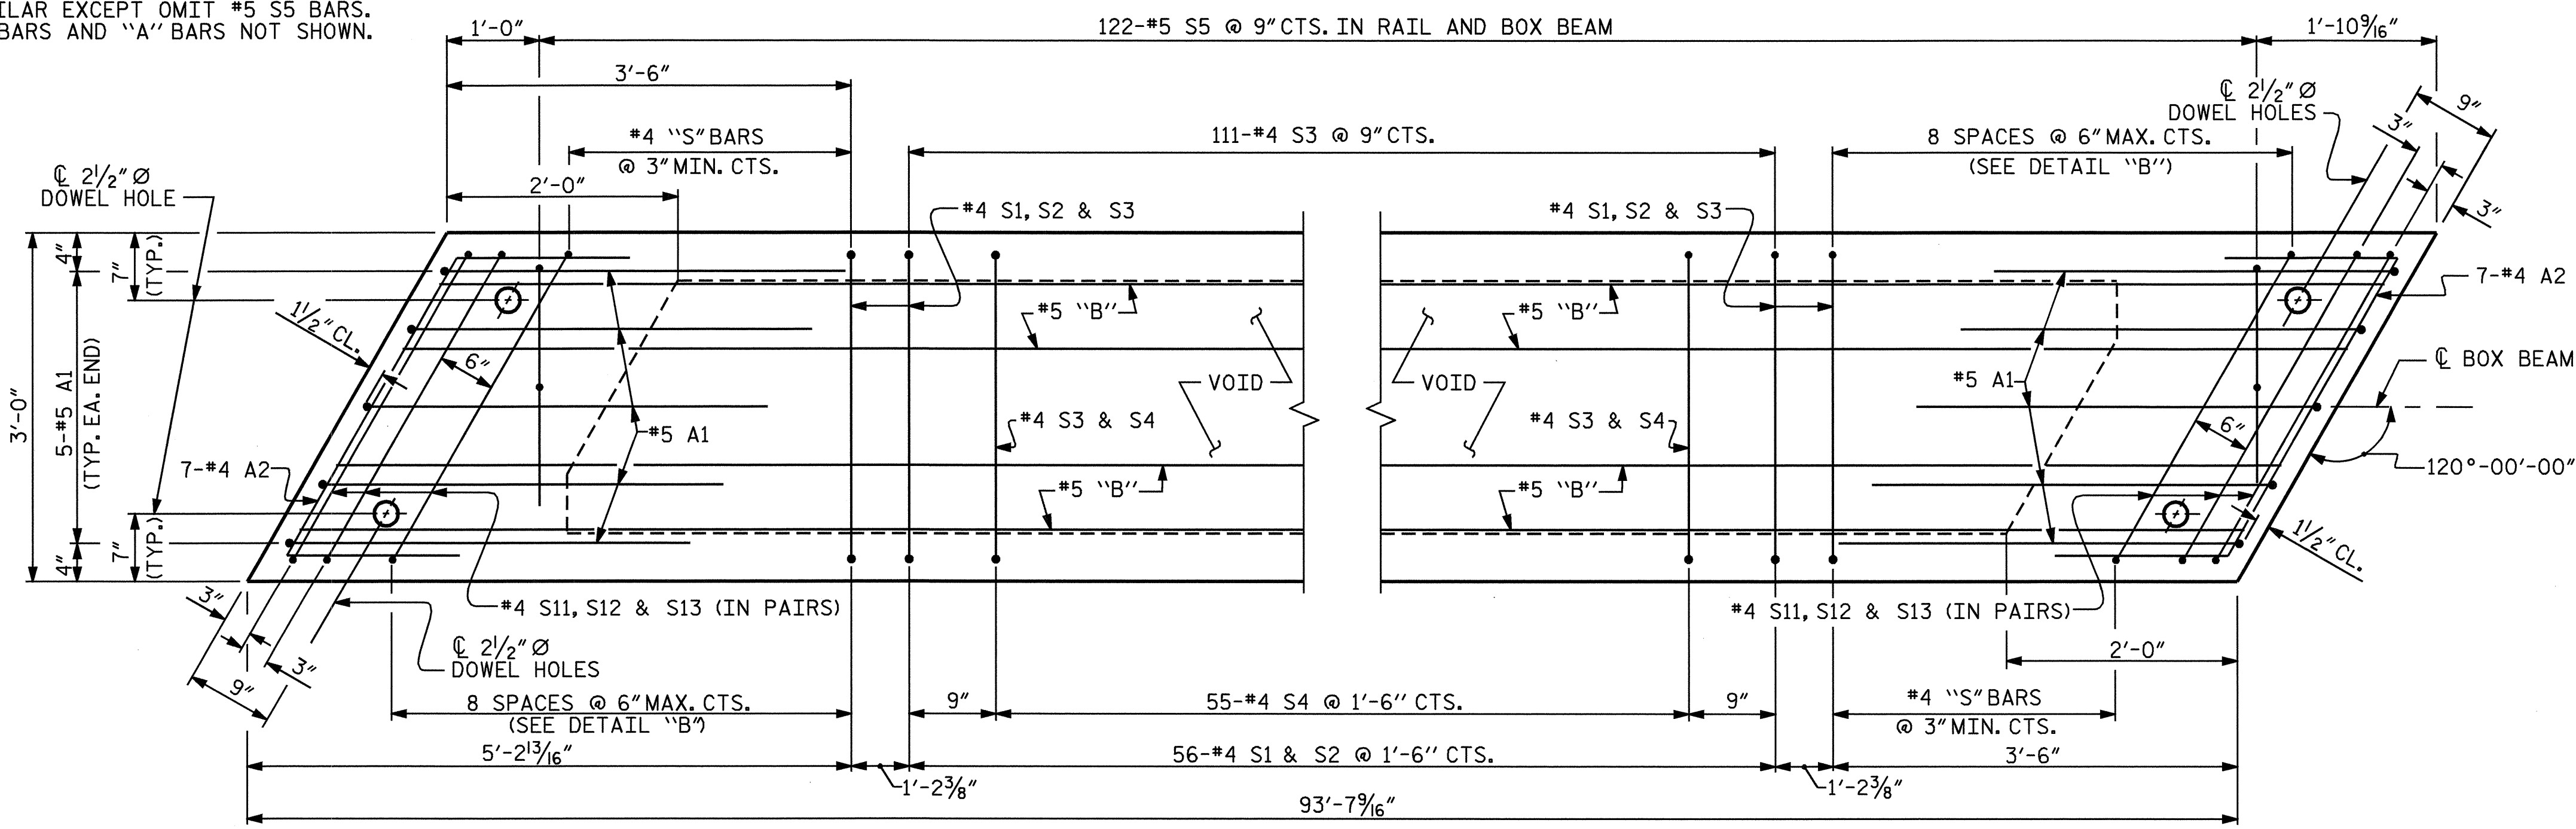 ILAR EXCEPT OMIT #5 S5 BARS.
BARS AND "A" BARS NOT SHOWN.
1'-0"
122-#5 S5 @ 9" CTS. IN RAIL AND BOX BEAM
1'-10 9/16"
3'-6"
℄ 2 1/2" Ø
DOWEL HOLES
9"
3"
#4 "S" BARS
@ 3" MIN. CTS.
111-#4 S3 @ 9" CTS.
8 SPACES @ 6" MAX. CTS.
(SEE DETAIL "B")
℄ 2 1/2" Ø
DOWEL HOLE
2'-0"
#4 S1, S2 & S3
#4 S1, S2 & S3
3"
4"
7"
(TYP.)
7-#4 A2
1 1/2" CL.
#5 "B"
#5 "B"
6"
VOID
VOID
#5 A1
℄ BOX BEAM
3'-0"
5-#5 A1
(TYP. EA. END)
#5 A1
#4 S3 & S4
#4 S3 & S4
6"
120°-00'-00"
7-#4 A2
#5 "B"
#5 "B"
4"
7"
(TYP.)
1 1/2" CL.
3"
#4 S11, S12 & S13 (IN PAIRS)
#4 S11, S12 & S13 (IN PAIRS)
3"
9"
℄ 2 1/2" Ø
DOWEL HOLES
2'-0"
8 SPACES @ 6" MAX. CTS.
(SEE DETAIL "B")
9"
55-#4 S4 @ 1'-6" CTS.
9"
#4 "S" BARS
@ 3" MIN. CTS.
5'-2 13/16"
56-#4 S1 & S2 @ 1'-6" CTS.
3'-6"
1'-2 3/8"
1'-2 3/8"
93'-7 9/16"